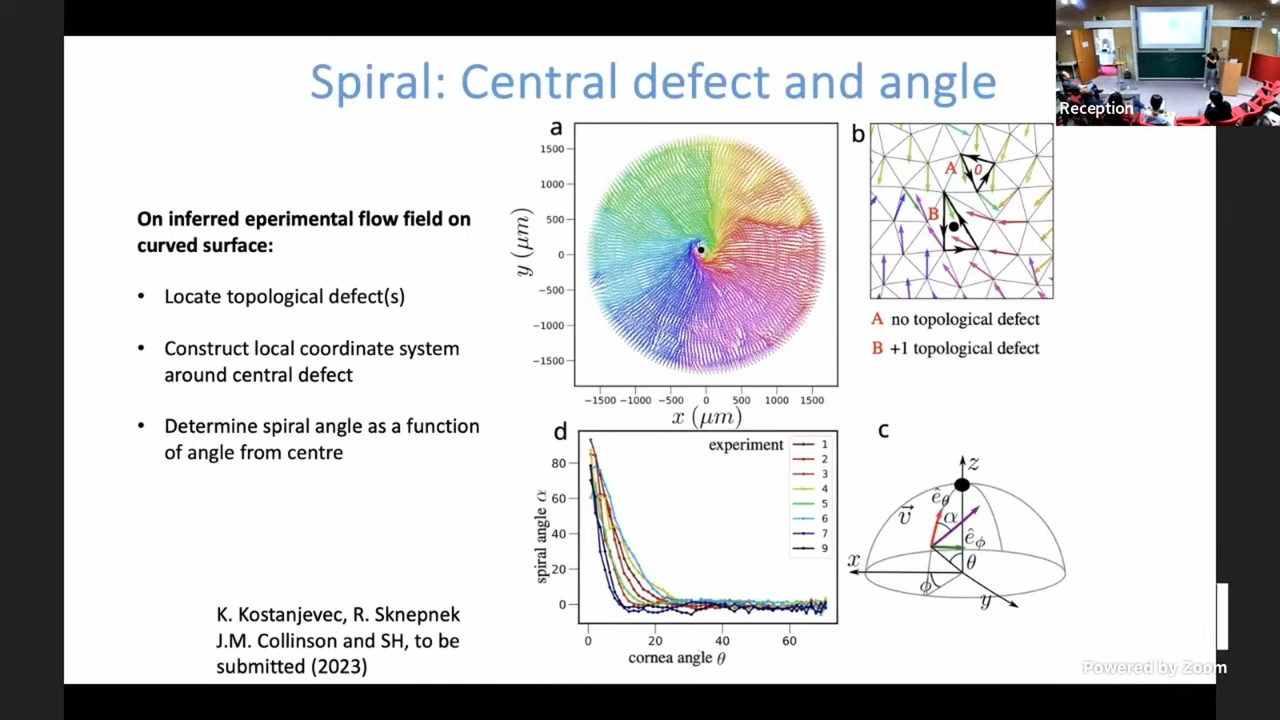 Spiral: Central defect and angle
Reception
On inferred eperimental flow field on
curved surface:
• Locate topological defect(s)
• Construct local coordinate system
around central defect
• Determine spiral angle as a function
of angle from centre
K. Kostanjevec, R. Sknepnek
J.M. Collinson and SH, to be
submitted (2023)
a
1500
1000
500
0
−500
−1000
−1500
y (μm)
−1500 −1000 −500 0 500 1000 1500
x (μm)
b
A 0
B
A no topological defect
B +1 topological defect
d
experiment
1
2
3
4
5
6
7
9
80
60
40
20
0
spiral angle α
0 20 40 60
cornea angle θ
c
z
ê_θ
v⃗
α
ê_ϕ
x
θ
ϕ
y
Powered by Zoom